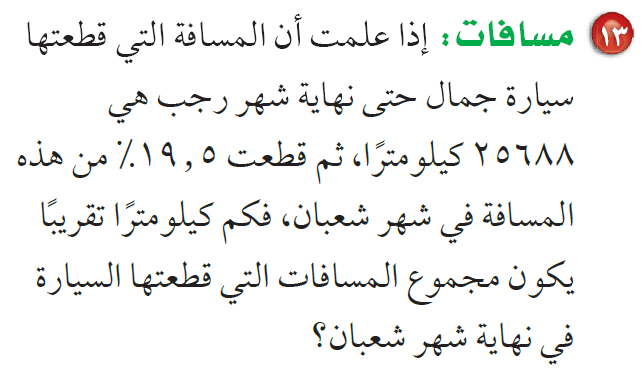 ١٣ مسافات: إذا علمت أن المسافة التي قطعتها
سيارة جمال حتى نهاية شهر رجب هي
٢٥٦٨٨ كيلومترًا، ثم قطعت ١٩,٥٪ من هذه
المسافة في شهر شعبان، فكم كيلومترًا تقريبًا
يكون مجموع المسافات التي قطعتها السيارة
في نهاية شهر شعبان؟